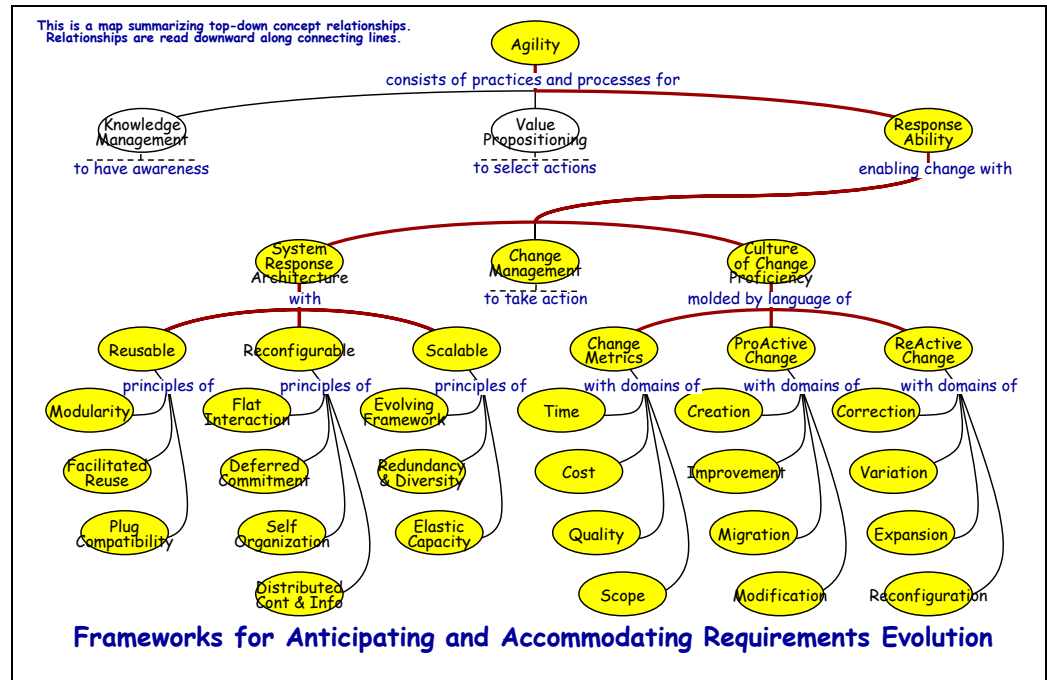 This is a map summarizing top-down concept relationships.
Relationships are read downward along connecting lines.
Agility
consists of practices and processes for
Knowledge
Management
Value
Propositioning
Response
Ability
to have awareness
to select actions
enabling change with
System
Response
Architecture
Change
Management
Culture
of Change
Proficiency
with
to take action
molded by language of
Reusable
Reconfigurable
Scalable
Change
Metrics
ProActive
Change
ReActive
Change
principles of
principles of
principles of
with domains of
with domains of
with domains of
Modularity
Flat
Interaction
Evolving
Framework
Time
Creation
Correction
Facilitated
Reuse
Deferred
Commitment
Redundancy
& Diversity
Cost
Improvement
Variation
Plug
Compatibility
Self
Organization
Elastic
Capacity
Quality
Migration
Expansion
Distributed
Cont & Info
Scope
Modification
Reconfiguration
Frameworks for Anticipating and Accommodating Requirements Evolution